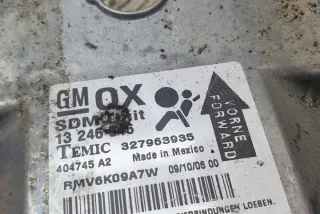 GM QX
VORNE
FORWARD
SDM
13 246
TEMIC 327963935
404745 A2 Made in Mexico
RMV6K09A7W 09/10/06 00